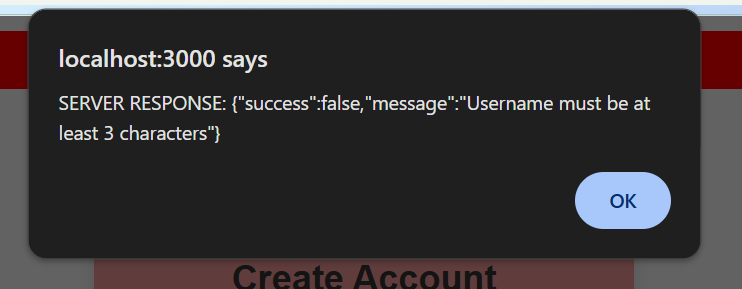 localhost:3000 says
SERVER RESPONSE: {"success":false,"message":"Username must be at
least 3 characters"}
OK
Create Account